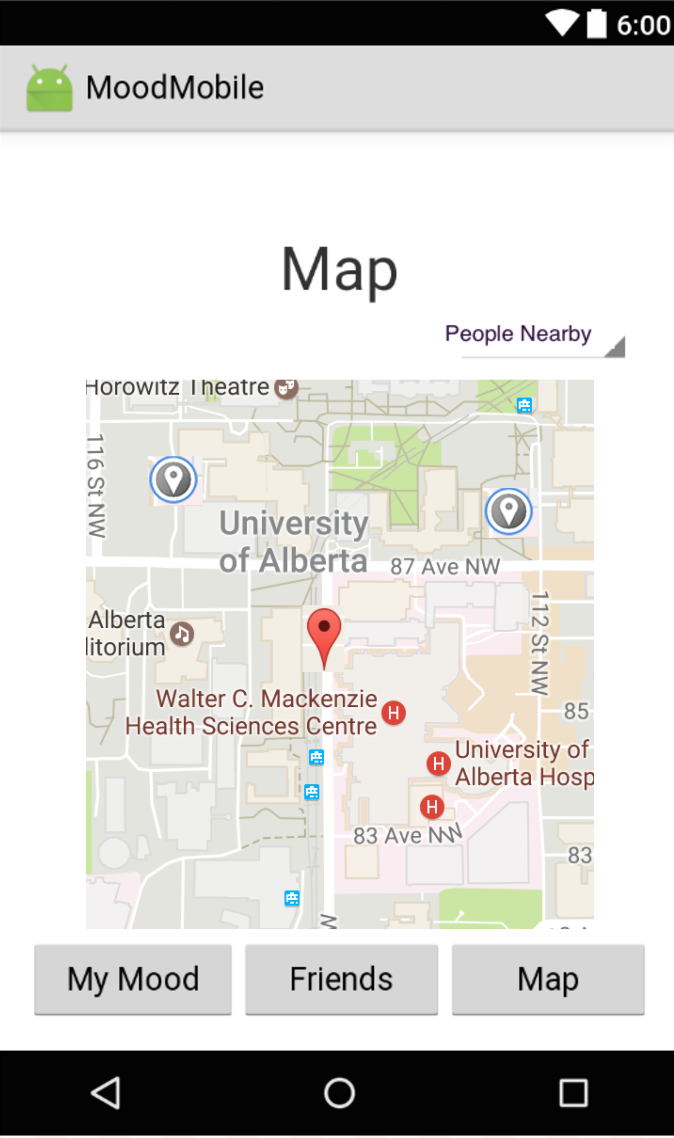 6:00
MoodMobile
Map
People Nearby
Horowitz Theatre
116 St NW
University
of Alberta
87 Ave NW
112 St NW
Alberta
ditorium
Walter C. Mackenzie
Health Sciences Centre
85
University of
Alberta Hosp
H
H
H
83 Ave NW
83
W
My Mood
Friends
Map